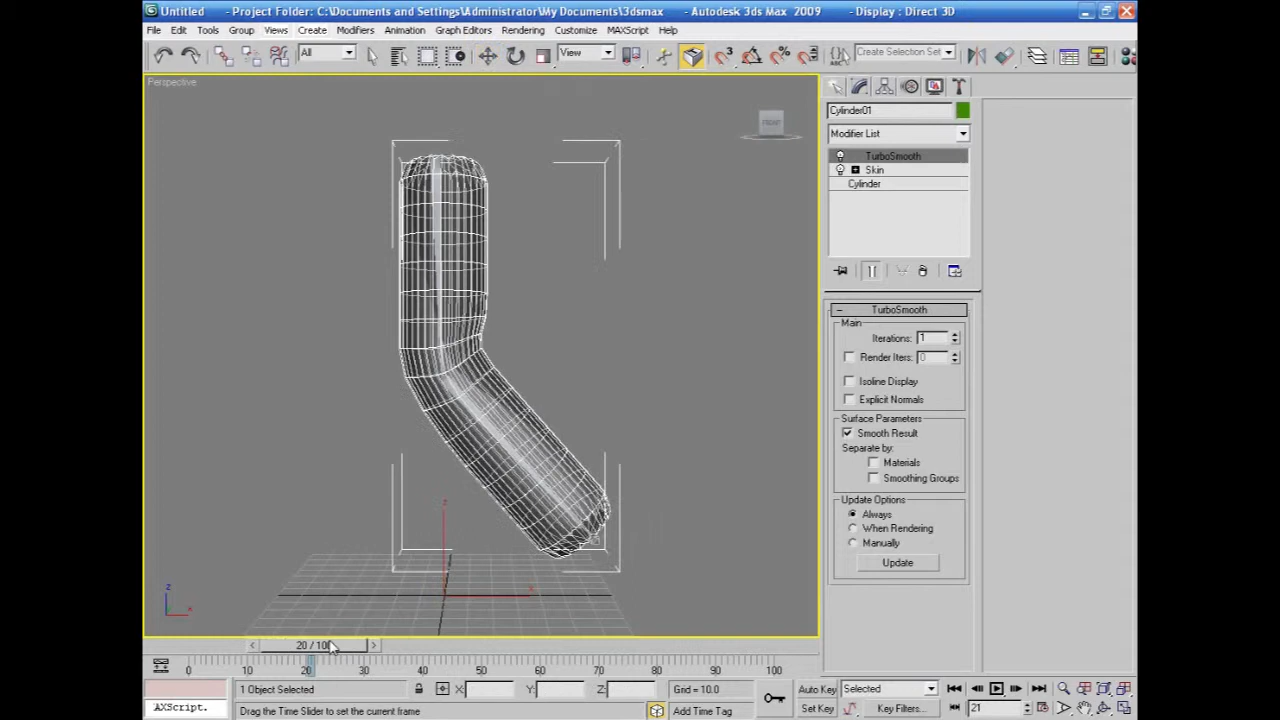 Untitled - Project Folder: C:\Documents and Settings\Administrator\My Documents\3dsmax - Autodesk 3ds Max 2009 - Display : Direct 3D
File Edit Tools Group Views Create Modifiers Animation Graph Editors Rendering Customize MAXScript Help
All View Create Selection Set
Perspective
FRONT
Cylinder01
Modifier List
TurboSmooth
Skin
Cylinder
TurboSmooth
Main
Iterations: 1
Render Iters: 0
Isoline Display
Explicit Normals
Surface Parameters
Smooth Result
Separate by:
Materials
Smoothing Groups
Update Options
Always
When Rendering
Manually
Update
z
x
z
x
< 20 / 100 >
10 20 30 40 50 60 70 80 90 100
1 Object Selected X: Y: Z: Grid = 10.0 Auto Key Selected
AXScript. Drag the Time Slider to set the current frame Add Time Tag Set Key Key Filters... 21